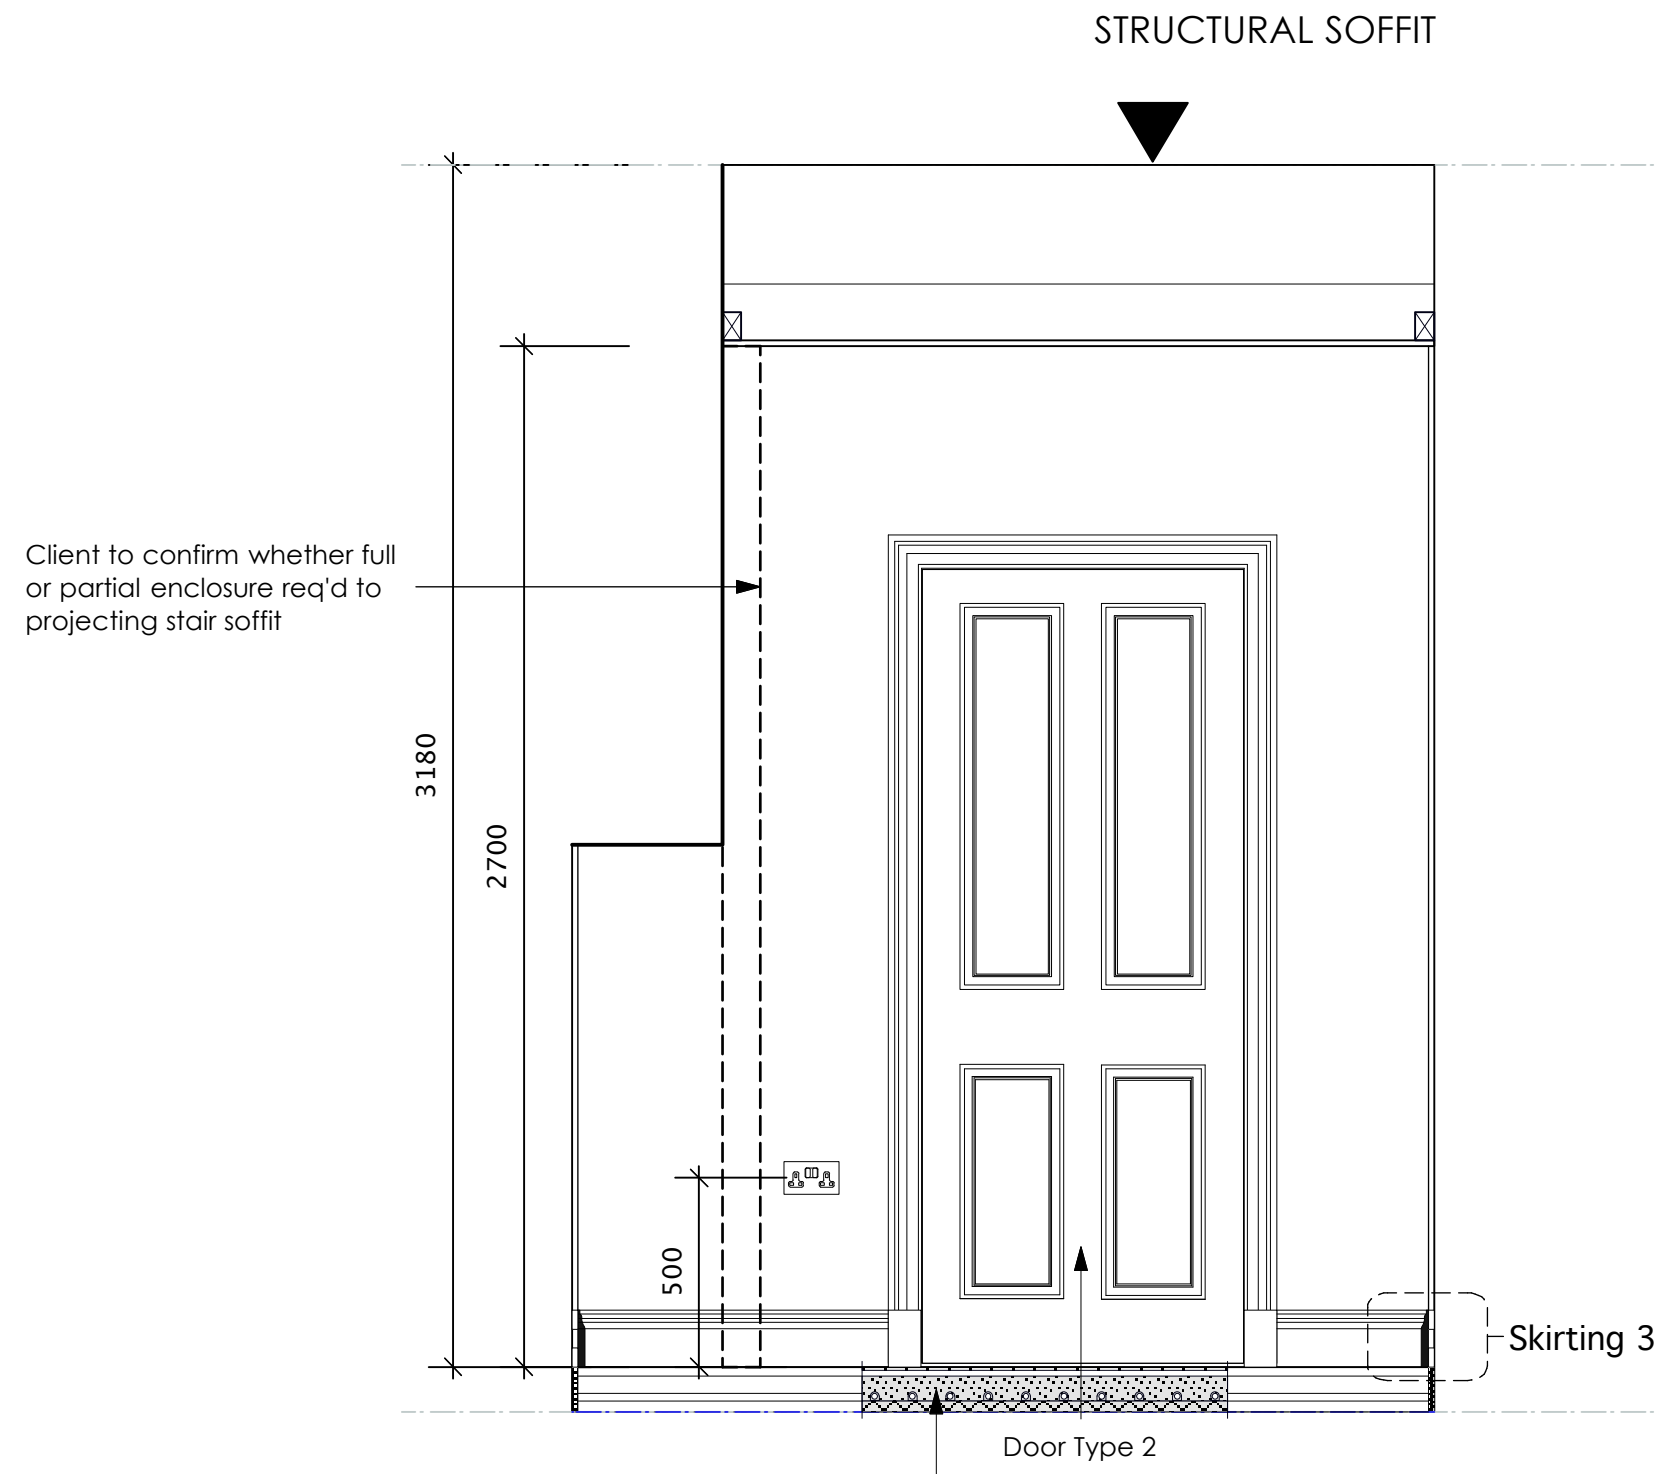 STRUCTURAL SOFFIT
Client to confirm whether full
or partial enclosure req'd to
projecting stair soffit
3180
2700
500
Skirting 3
Door Type 2